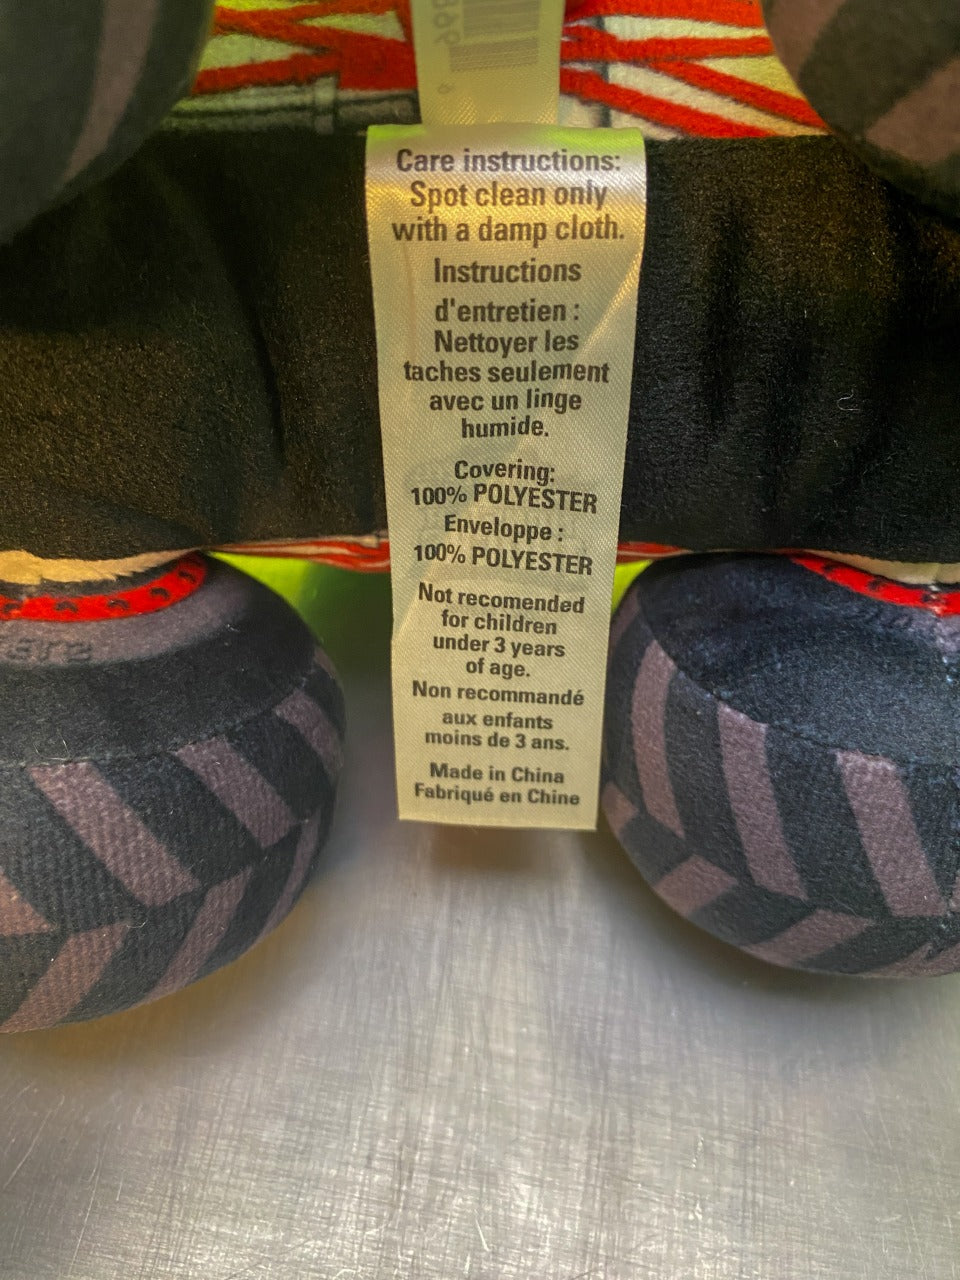 Care instructions:
Spot clean only
with a damp cloth.
Instructions
d'entretien :
Nettoyer les
taches seulement
avec un linge
humide.
Covering:
100% POLYESTER
Enveloppe :
100% POLYESTER
Not recomended
for children
under 3 years
of age.
Non recommandé
aux enfants
moins de 3 ans.
Made in China
Fabriqué en Chine